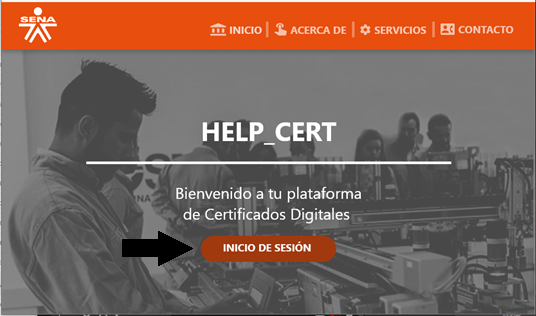 SENA
INICIO
ACERCA DE
SERVICIOS
CONTACTO
HELP_CERT
Bienvenido a tu plataforma
de Certificados Digitales
INICIO DE SESIÓN